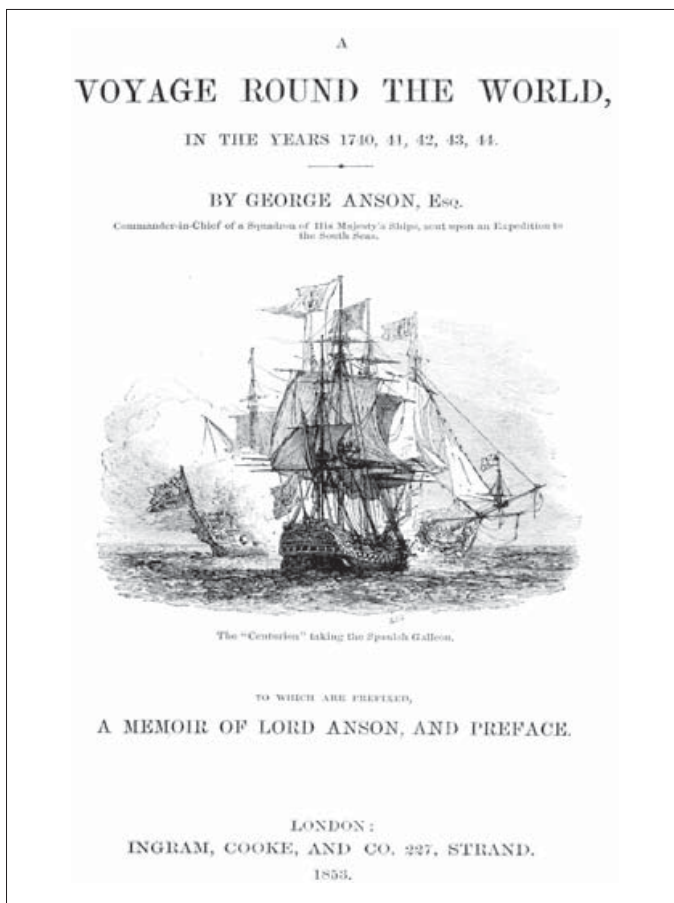 A
VOYAGE ROUND THE WORLD,
IN THE YEARS 1740, 41, 42, 43, 44.
BY GEORGE ANSON, Esq.
Commander-in-Chief of a Squadron of His Majesty's Ships, sent upon an Expedition to
the South Seas.
The "Centurion" taking the Spanish Galleon.
TO WHICH ARE PREFIXED,
A MEMOIR OF LORD ANSON, AND PREFACE.
LONDON:
INGRAM, COOKE, AND CO. 227, STRAND.
1853.